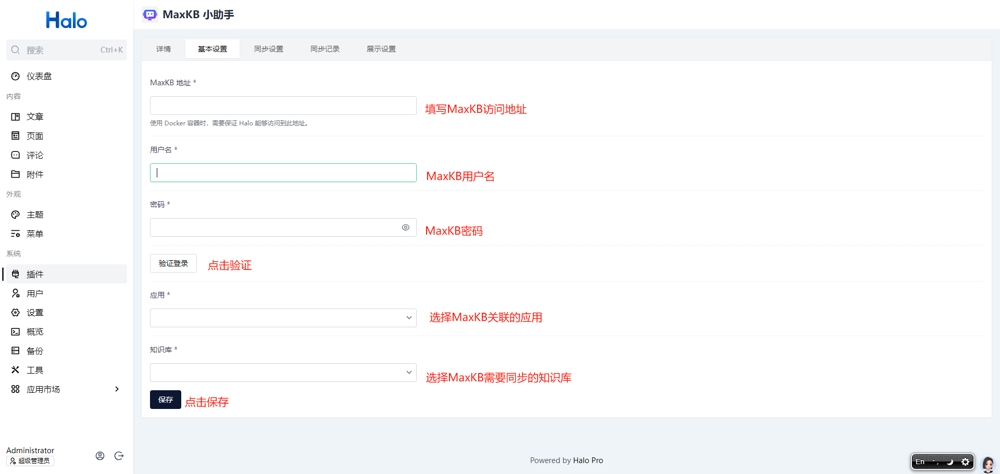 Halo
搜索 Ctrl+K
仪表盘
内容
文章
页面
评论
附件
外观
主题
菜单
系统
插件
用户
设置
概览
备份
工具
应用市场
Administrator
超级管理员
MaxKB 小助手
详情 基本设置 同步设置 同步记录 展示设置
MaxKB 地址 *
填写MaxKB访问地址
使用 Docker 容器时，需要保证 Halo 能够访问到此地址。
用户名 *
MaxKB用户名
密码 *
MaxKB密码
验证登录 点击验证
应用 *
选择MaxKB关联的应用
知识库 *
选择MaxKB需要同步的知识库
保存 点击保存
Powered by Halo Pro
En